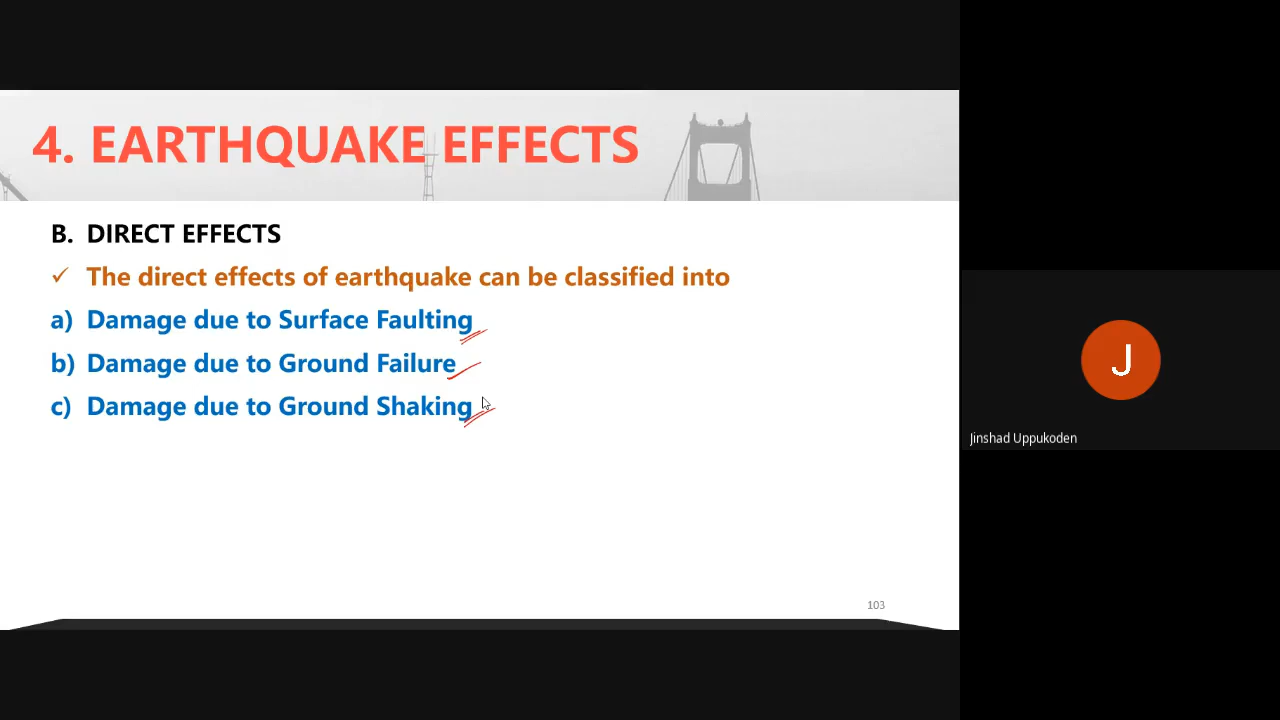 4. EARTHQUAKE EFFECTS
B. DIRECT EFFECTS
✓ The direct effects of earthquake can be classified into
a) Damage due to Surface Faulting
b) Damage due to Ground Failure
c) Damage due to Ground Shaking
103
J
Jinshad Uppukoden